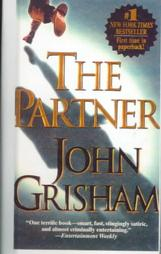 #1
NEW YORK TIMES
BESTSELLER
First time in
paperback!
THE
PARTNER
JOHN
GRISHAM
"One terrific book—smart, fast, stingingly satiric,
and almost criminally entertaining."
—Entertainment Weekly